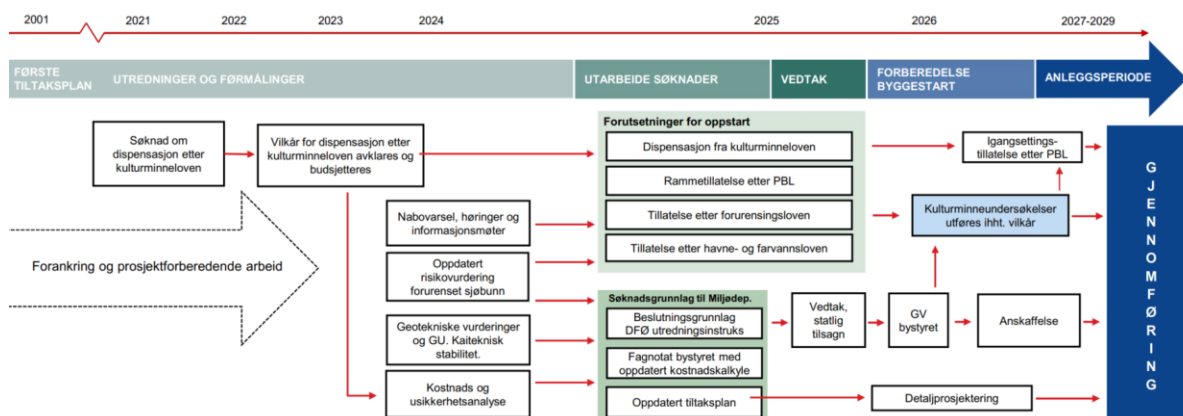 2001 2021 2022 2023 2024 2025 2026 2027-2029
FØRSTE
TILTAKSPLAN
UTREDNINGER OG FØRMÅLINGER
UTARBEIDE SØKNADER
VEDTAK
FORBEREDELSE
BYGGESTART
ANLEGGSPERIODE
Søknad om
dispensasjon etter
kulturminneloven
Vilkår for dispensasjon etter
kulturminneloven avklares og
budsjetteres
Forutsetninger for oppstart
Dispensasjon fra kulturminneloven
Rammetillatelse etter PBL
Tillatelse etter forurensingsloven
Tillatelse etter havne- og farvannsloven
Igangsettings-
tillatelse etter PBL
Kulturminneundersøkelser
utføres ihht. vilkår
Forankring og prosjektforberedende arbeid
Nabovarsel, høringer og
informasjonsmøter
Oppdatert
risikovurdering
forurenset sjøbunn
Geotekniske vurderinger
og GU. Kaiteknisk
stabilitet.
Kostnads og
usikkerhetsanalyse
Søknadsgrunnlag til Miljødep.
Beslutningsgrunnlag
DFØ utredningsinstruks
Fagnotat bystyret med
oppdatert kostnadskalkyle
Oppdatert tiltaksplan
Vedtak,
statlig
tilsagn
GV
bystyret
Anskaffelse
Detaljprosjektering
GJENNOMFØRING